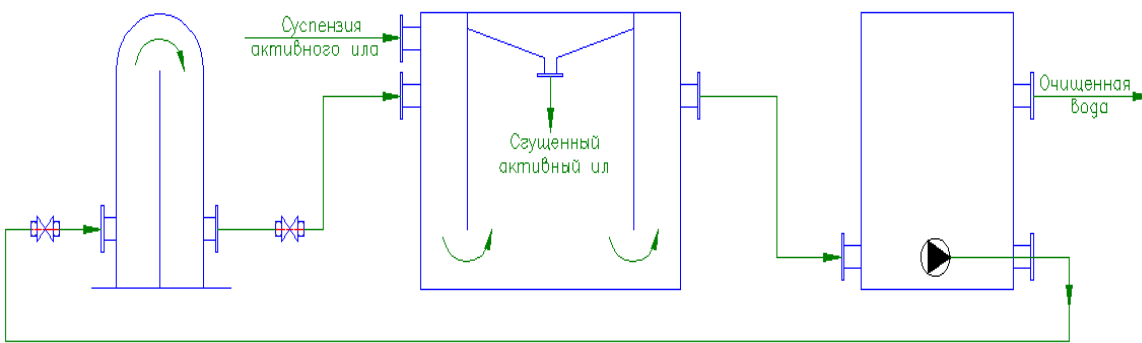 Суспензия
активного ила
Сгущенный
активный ил
Очищенная
вода